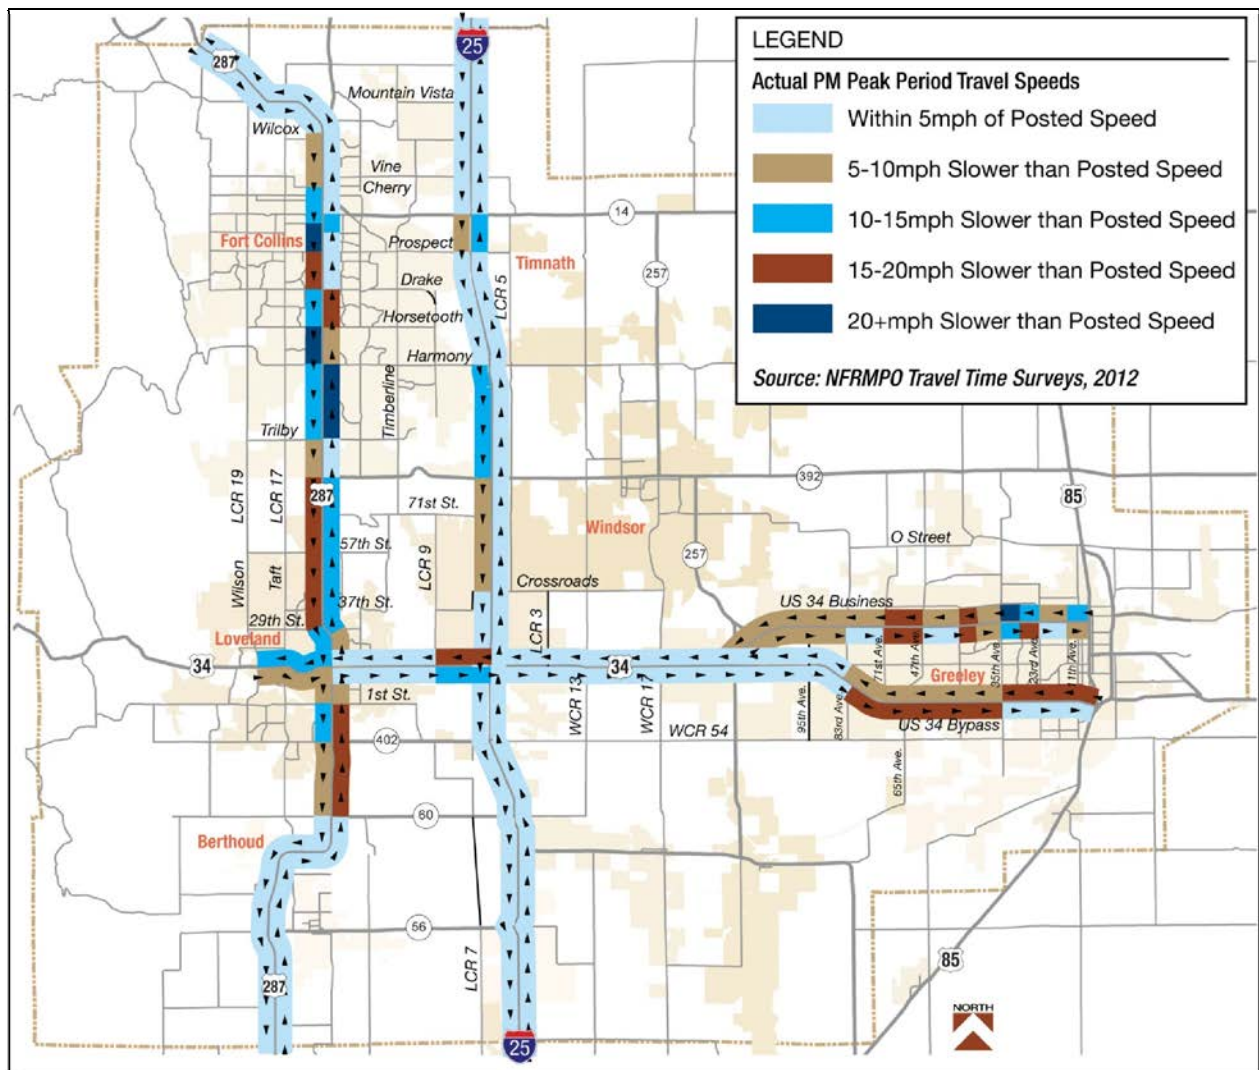 LEGEND
Actual PM Peak Period Travel Speeds
Within 5mph of Posted Speed
5-10mph Slower than Posted Speed
10-15mph Slower than Posted Speed
15-20mph Slower than Posted Speed
20+mph Slower than Posted Speed
Source: NFRMPO Travel Time Surveys, 2012
25
287
Mountain Vista
Wilcox
Vine
Cherry
14
Fort Collins
Prospect
Timnath
257
Drake
LCR 5
Horsetooth
Harmony
Timberline
Trilby
LCR 19
LCR 17
287
392
85
71st St.
Windsor
O Street
57th St.
257
LCR 9
Wilson
Taft
Crossroads
37th St.
US 34 Business
29th St.
LCR 3
Loveland
34
34
71st Ave.
47th Ave.
35th Ave.
23rd Ave.
11th Ave.
Greeley
1st St.
WCR 13
WCR 17
95th Ave.
83rd Ave.
US 34 Bypass
402
WCR 54
65th Ave.
60
Berthoud
56
LCR 7
85
287
NORTH
25